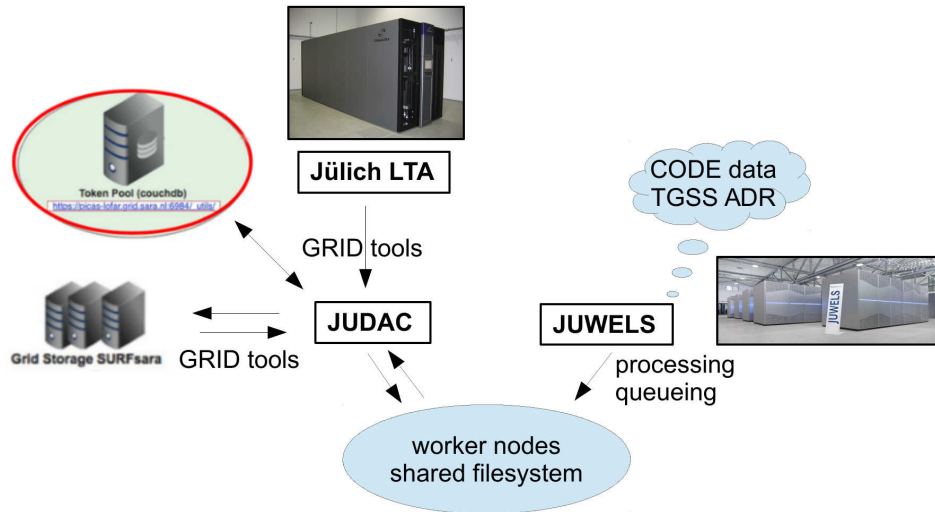 Jülich LTA
Token Pool (couchdb)
https://picas-lofar.grid.sara.nl:6984/_utils/
CODE data
TGSS ADR
GRID tools
JUDAC
JUWELS
JUWELS
Grid Storage SURFsara
GRID tools
processing
queueing
worker nodes
shared filesystem